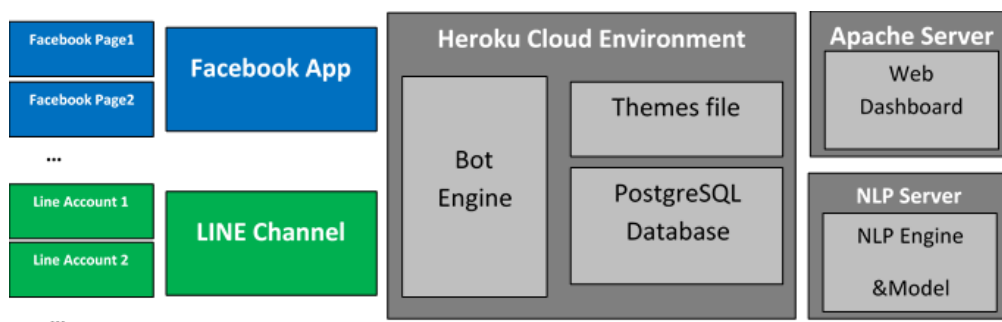 Facebook Page1
Facebook Page2
...
Facebook App
Line Account 1
Line Account 2
...
LINE Channel
Heroku Cloud Environment
Bot
Engine
Themes file
PostgreSQL
Database
Apache Server
Web
Dashboard
NLP Server
NLP Engine
&Model